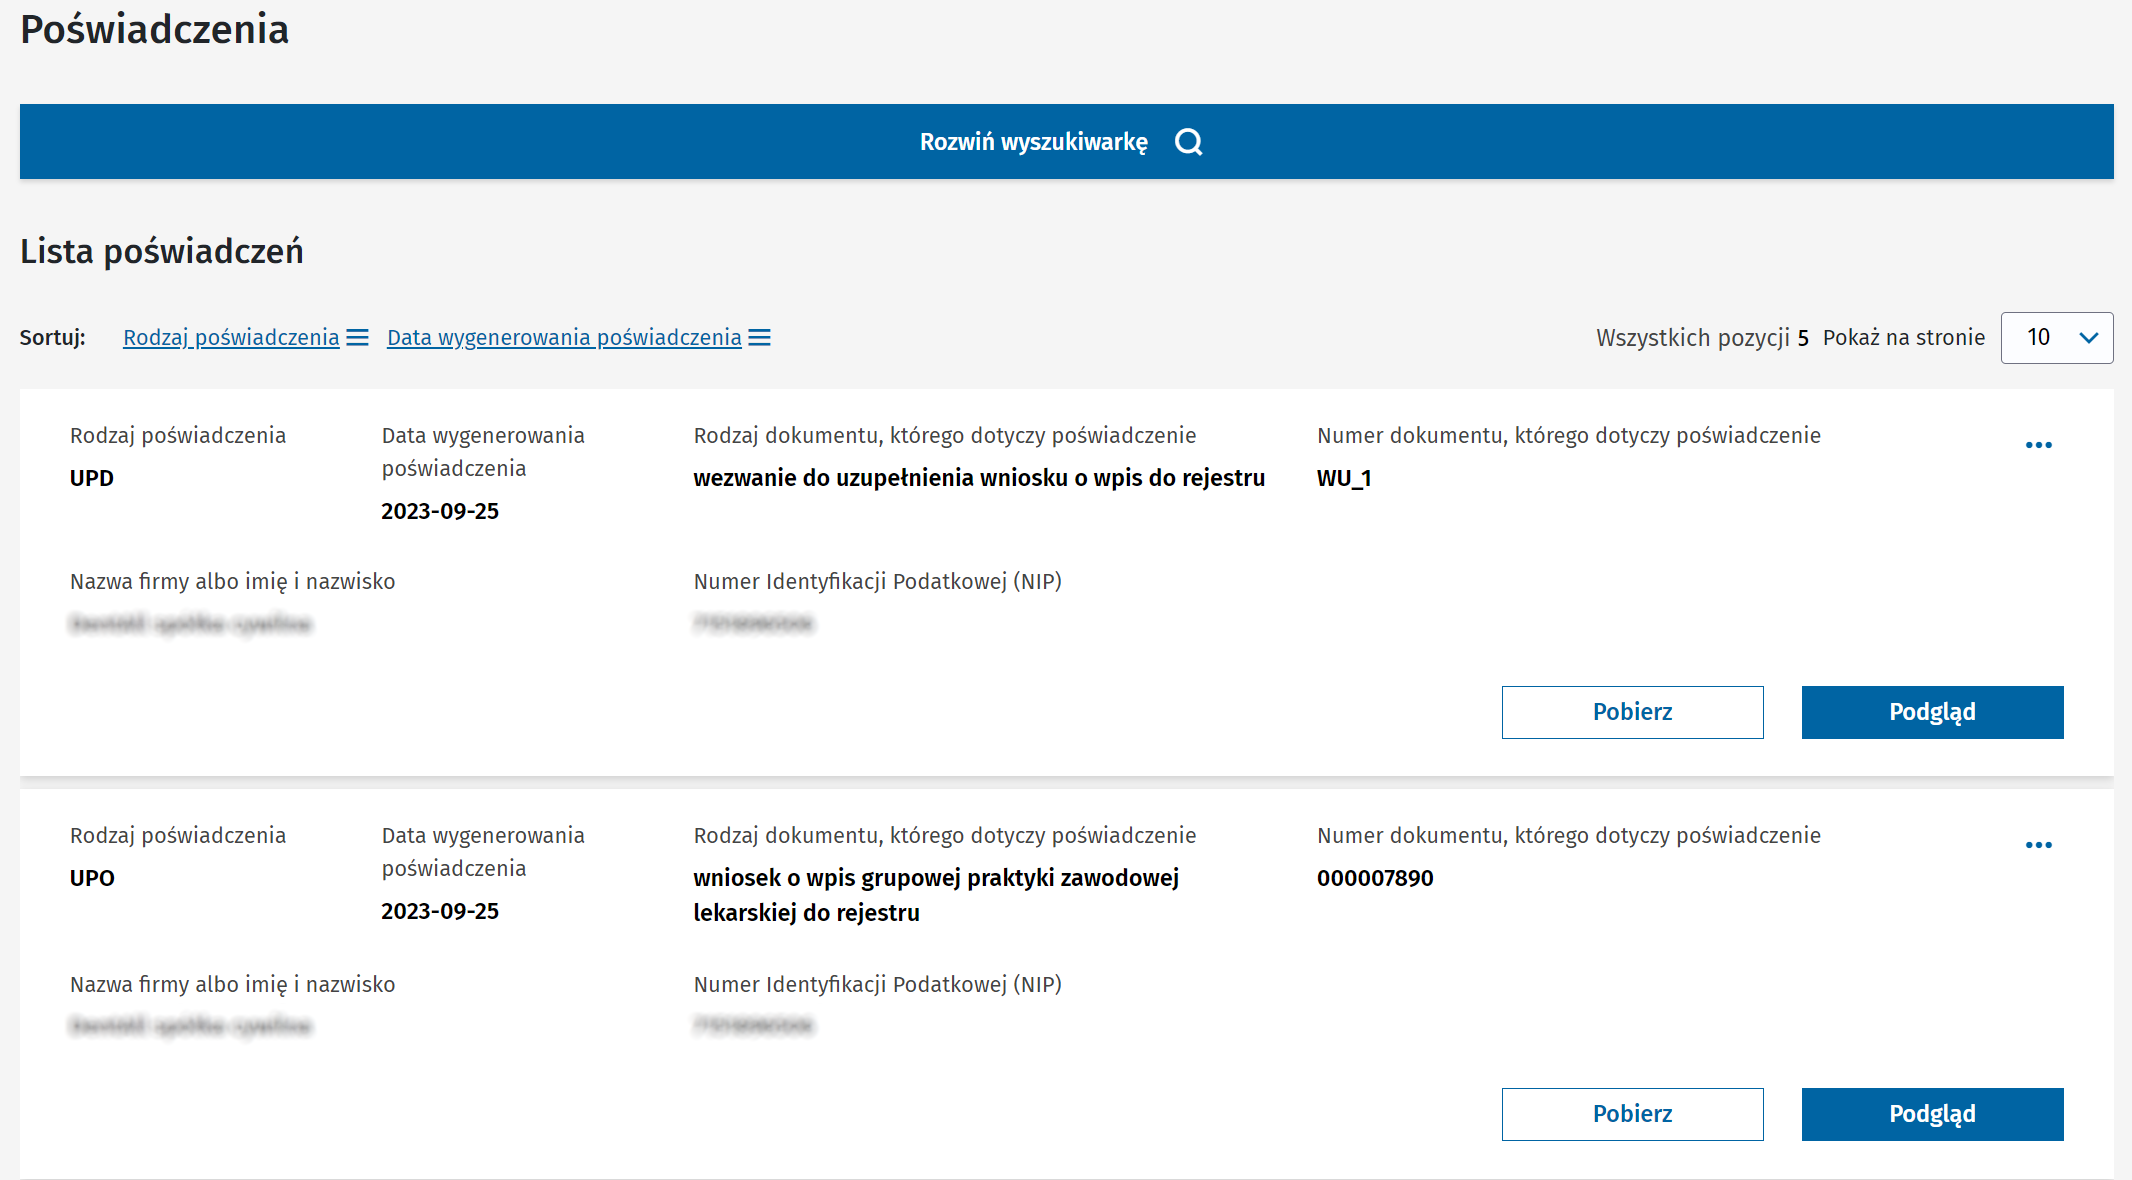 Poświadczenia
Rozwiń wyszukiwarkę
Lista poświadczeń
Sortuj: Rodzaj poświadczenia Data wygenerowania poświadczenia Wszystkich pozycji 5 Pokaż na stronie 10
Rodzaj poświadczenia
UPD
Data wygenerowania
poświadczenia
2023-09-25
Rodzaj dokumentu, którego dotyczy poświadczenie
wezwanie do uzupełnienia wniosku o wpis do rejestru
Numer dokumentu, którego dotyczy poświadczenie
WU_1
Nazwa firmy albo imię i nazwisko
Numer Identyfikacji Podatkowej (NIP)
Pobierz
Podgląd
Rodzaj poświadczenia
UPO
Data wygenerowania
poświadczenia
2023-09-25
Rodzaj dokumentu, którego dotyczy poświadczenie
wniosek o wpis grupowej praktyki zawodowej
lekarskiej do rejestru
Numer dokumentu, którego dotyczy poświadczenie
000007890
Nazwa firmy albo imię i nazwisko
Numer Identyfikacji Podatkowej (NIP)
Pobierz
Podgląd